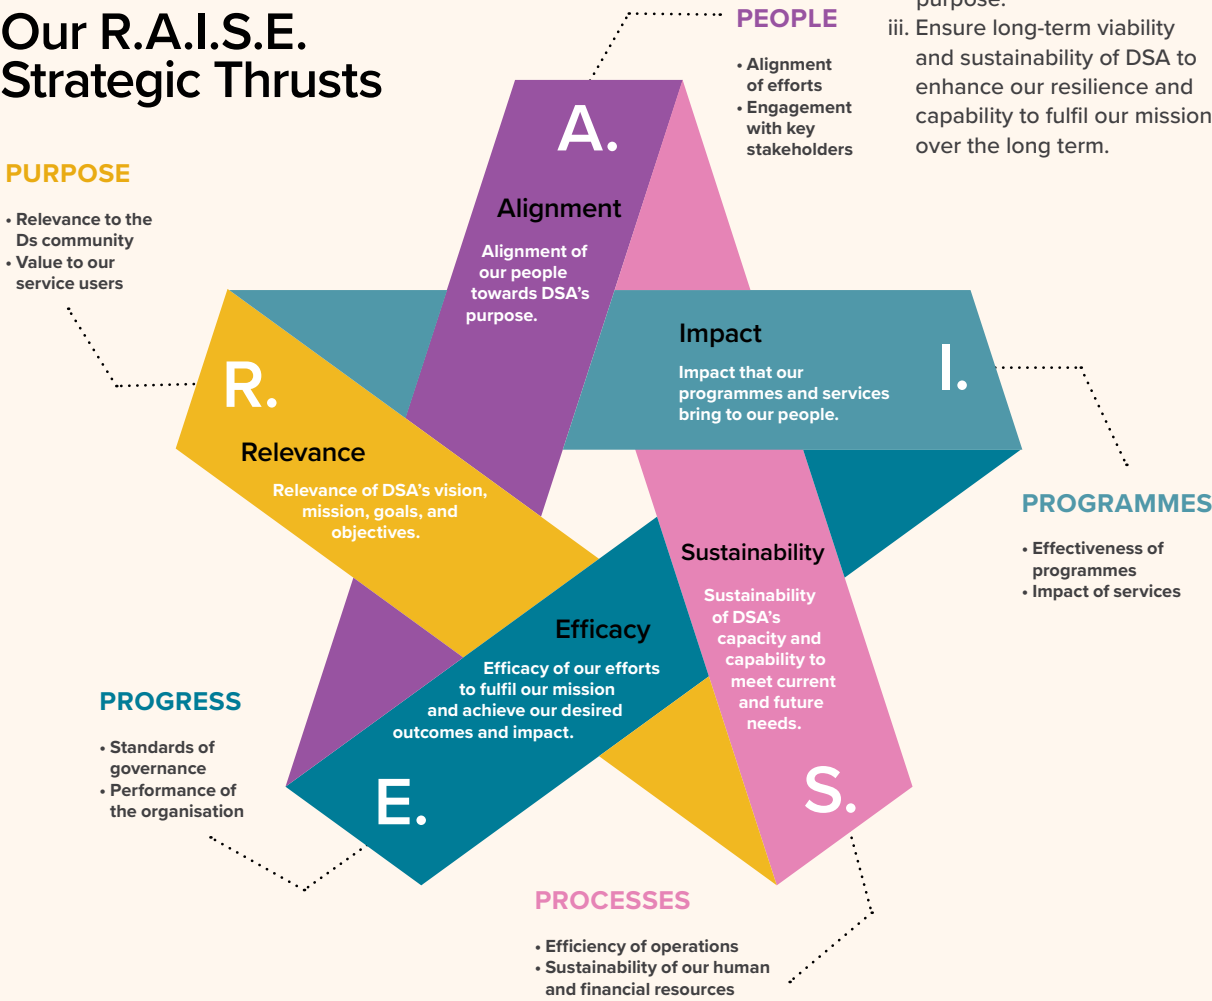 Our R.A.I.S.E.
Strategic Thrusts
PURPOSE
• Relevance to the
Ds community
• Value to our
service users
PEOPLE
• Alignment
of efforts
• Engagement
with key
stakeholders
purpose.
iii. Ensure long-term viability
and sustainability of DSA to
enhance our resilience and
capability to fulfil our mission
over the long term.
A.
Alignment
Alignment of
our people
towards DSA’s
purpose.
Impact
I.
Impact that our
programmes and services
bring to our people.
R.
Relevance
Relevance of DSA’s vision,
mission, goals, and
objectives.
PROGRAMMES
• Effectiveness of
programmes
• Impact of services
Sustainability
Sustainability
of DSA’s
capacity and
capability to
meet current
and future
needs.
S.
Efficacy
Efficacy of our efforts
to fulfil our mission
and achieve our desired
outcomes and impact.
E.
PROGRESS
• Standards of
governance
• Performance of
the organisation
PROCESSES
• Efficiency of operations
• Sustainability of our human
and financial resources